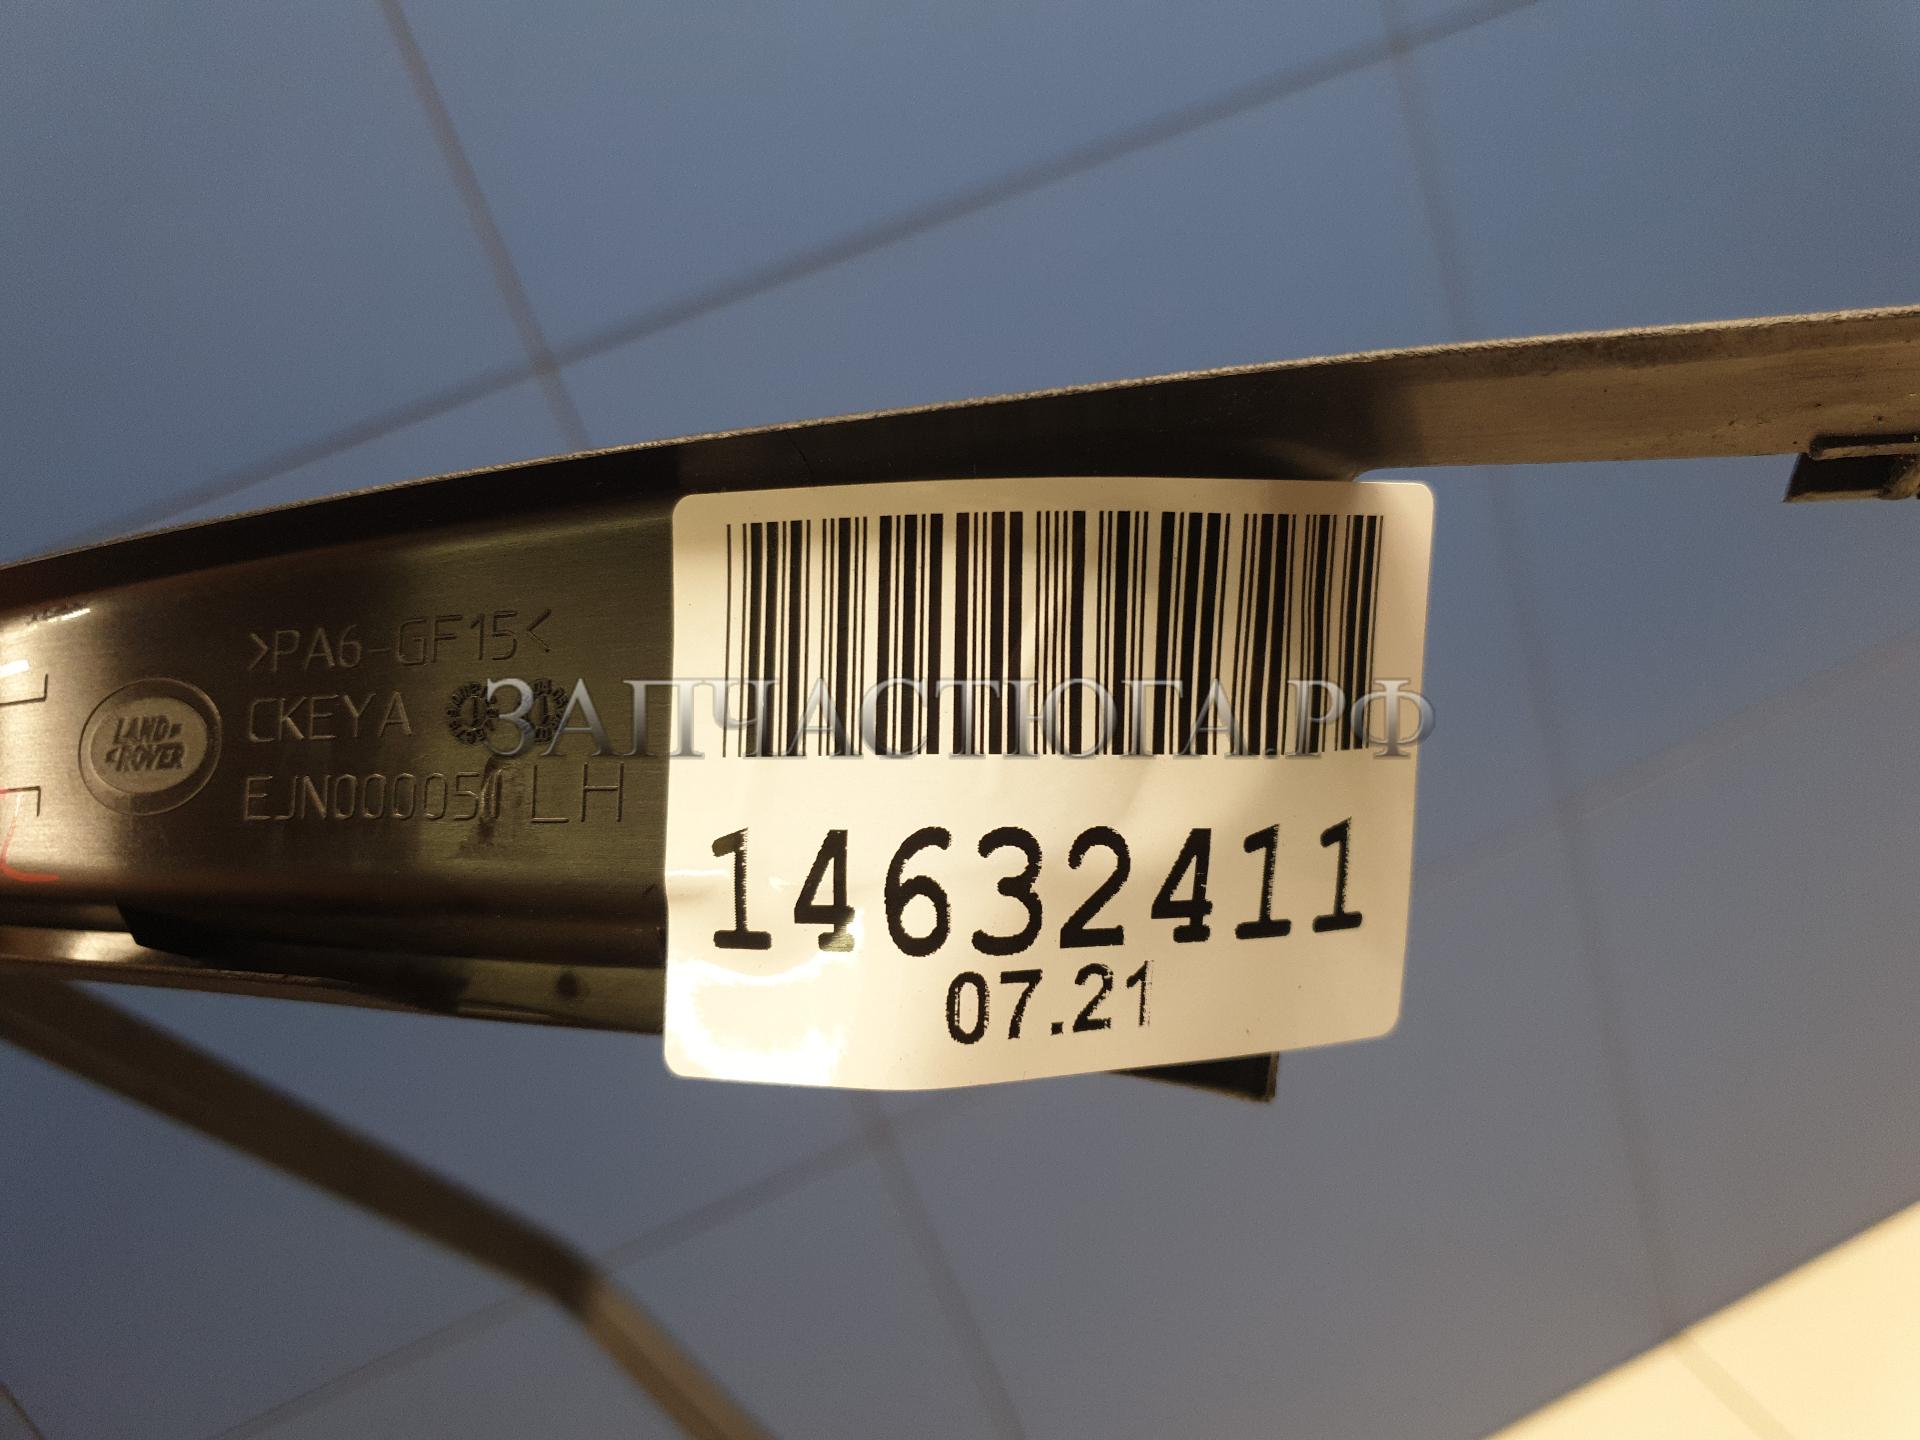 >PA6-GF15<
CKEYA
LAND
ROVER
EJN000051 LH
ЗАПЧАСТЮГА.РФ
14632411
07.21